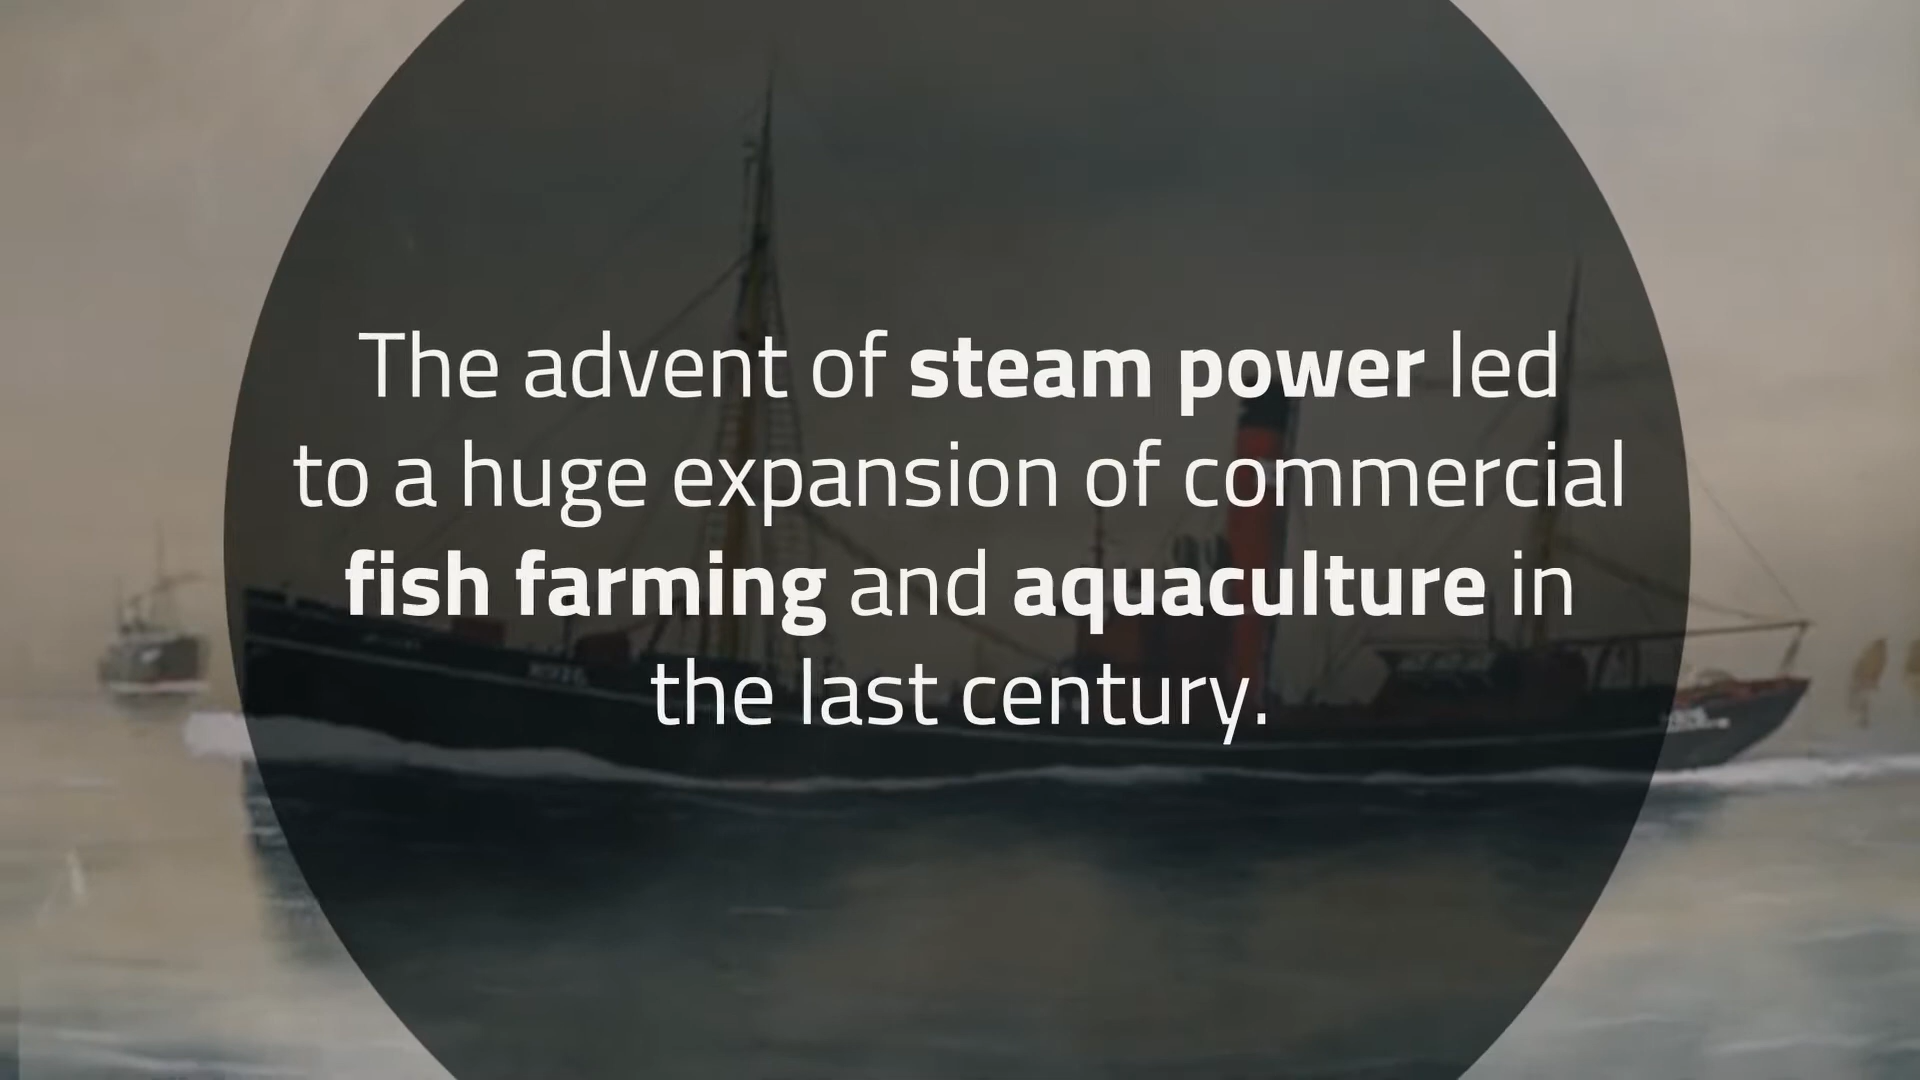 The advent of steam power led
to a huge expansion of commercial
fish farming and aquaculture in
the last century.